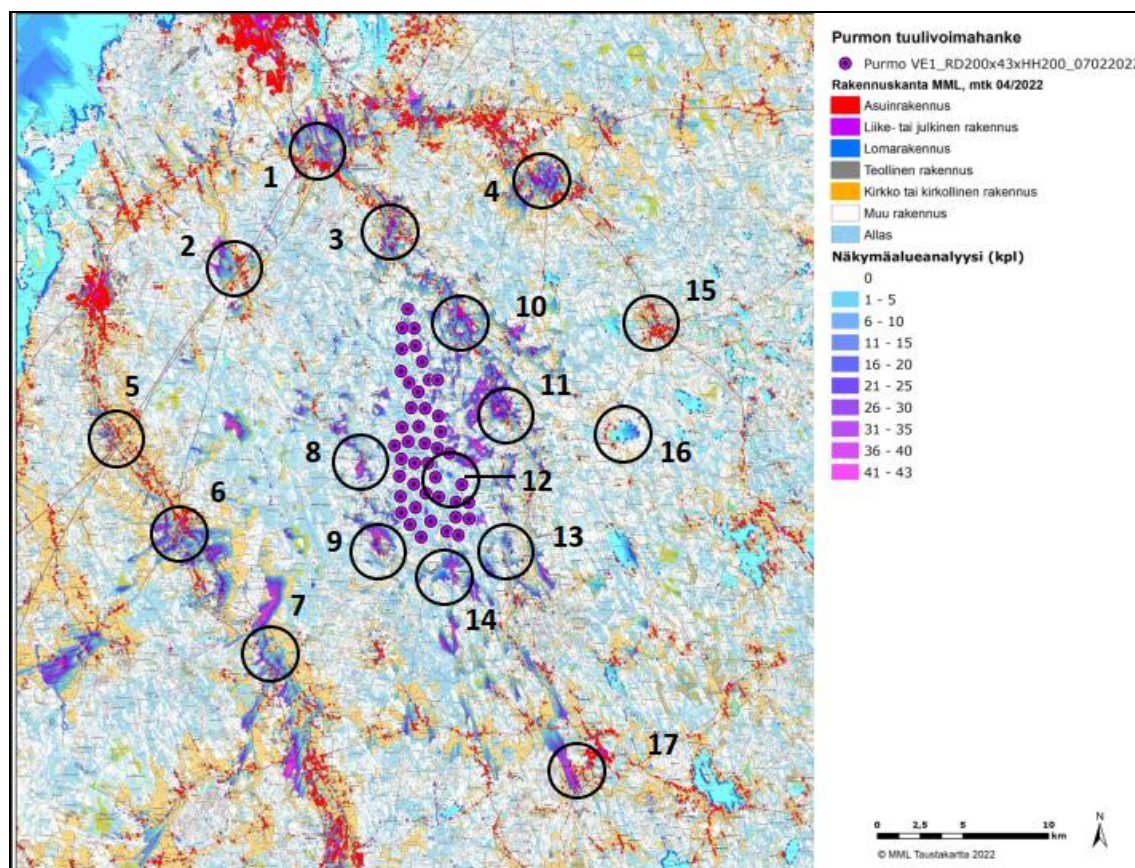 Purmon tuulivoimahanke
Purmo VE1_RD200x43xHH200_07022022
Rakennuskanta MML, mtk 04/2022
Asuinrakennus
Liike- tai julkinen rakennus
Lomarakennus
Teollinen rakennus
Kirkko tai kirkollinen rakennus
Muu rakennus
Allas
Näkymäalueanalyysi (kpl)
0
1 - 5
6 - 10
11 - 15
16 - 20
21 - 25
26 - 30
31 - 35
36 - 40
41 - 43
1
4
3
2
10
15
11
5
8
16
12
6
9
13
7
14
17
N
0 2,5 5 10
km
© MML Taustakartta 2022